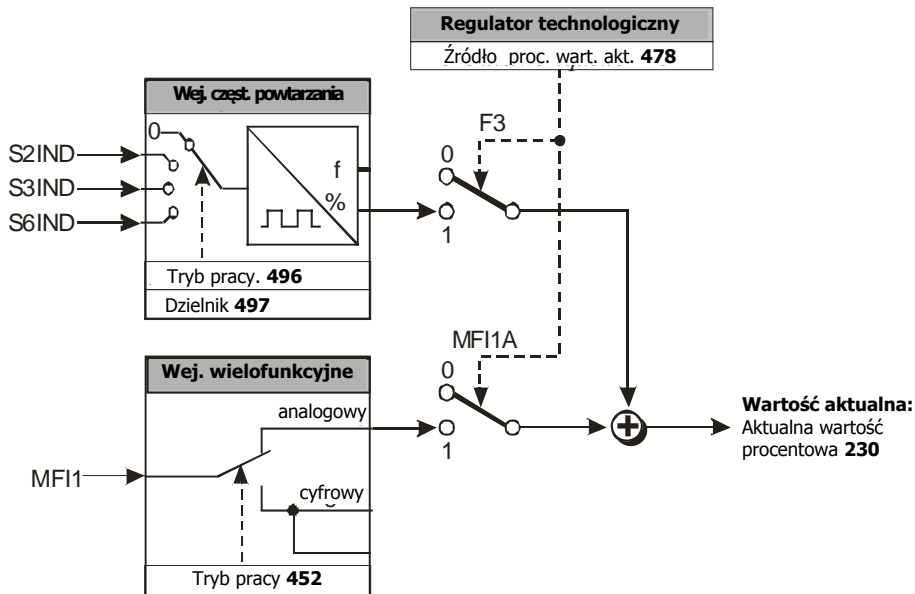 Regulator technologiczny
Źródło proc. wart. akt. 478
Wej. częst. powtarzania
0
S2IND
S3IND
S6IND
f
%
Tryb pracy. 496
Dzielnik 497
F3
0
1
Wej. wielofunkcyjne
analogowy
MFI1
cyfrowy
Tryb pracy 452
MFI1A
0
1
+
Wartość aktualna:
Aktualna wartość
procentowa 230